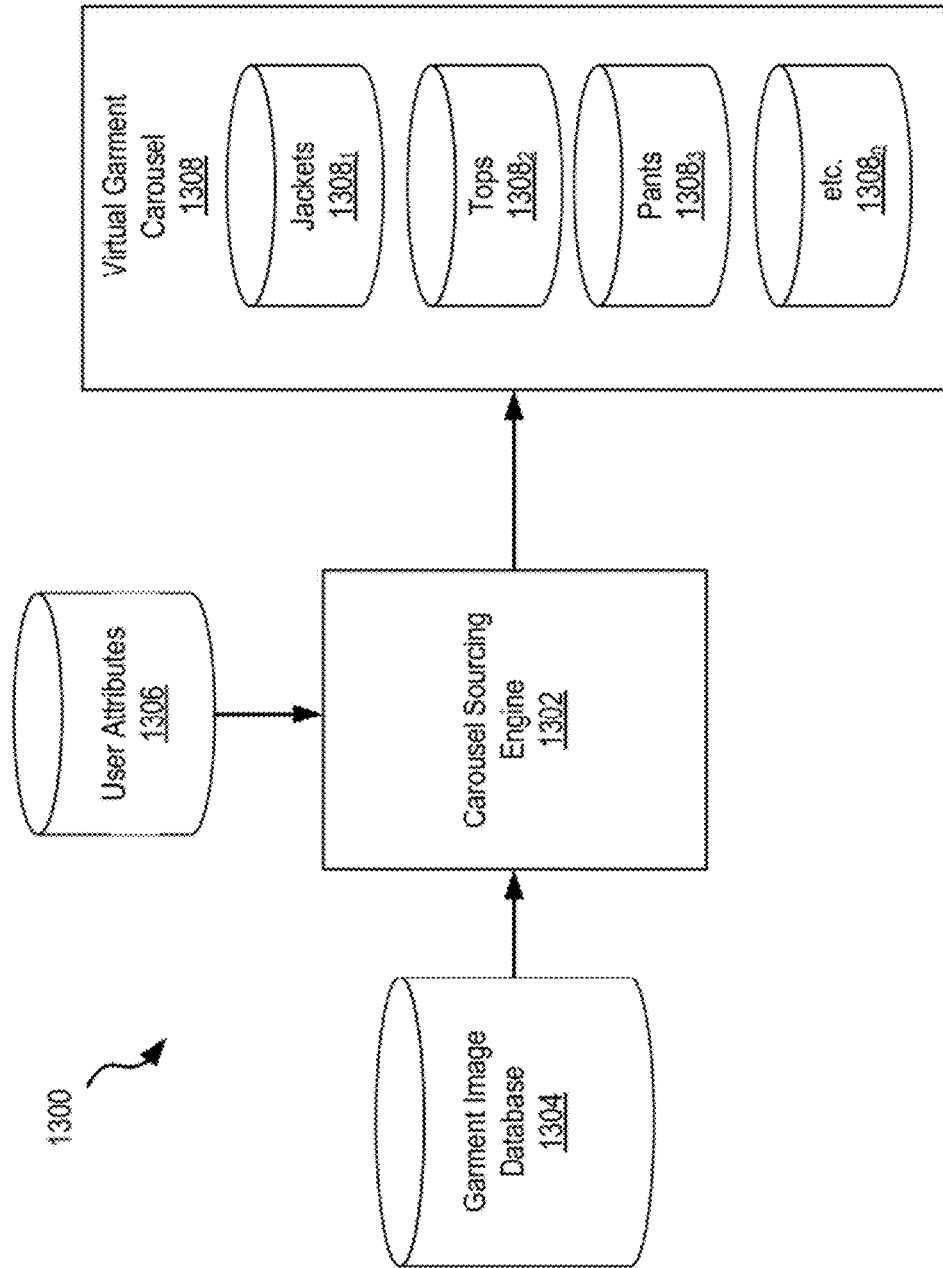 1300
Garment Image
Database
1304
User Attributes
1306
Carousel Sourcing
Engine
1302
Virtual Garment
Carousel
1308
Jackets
1308₁
Tops
1308₂
Pants
1308₃
etc.
1308ₙ